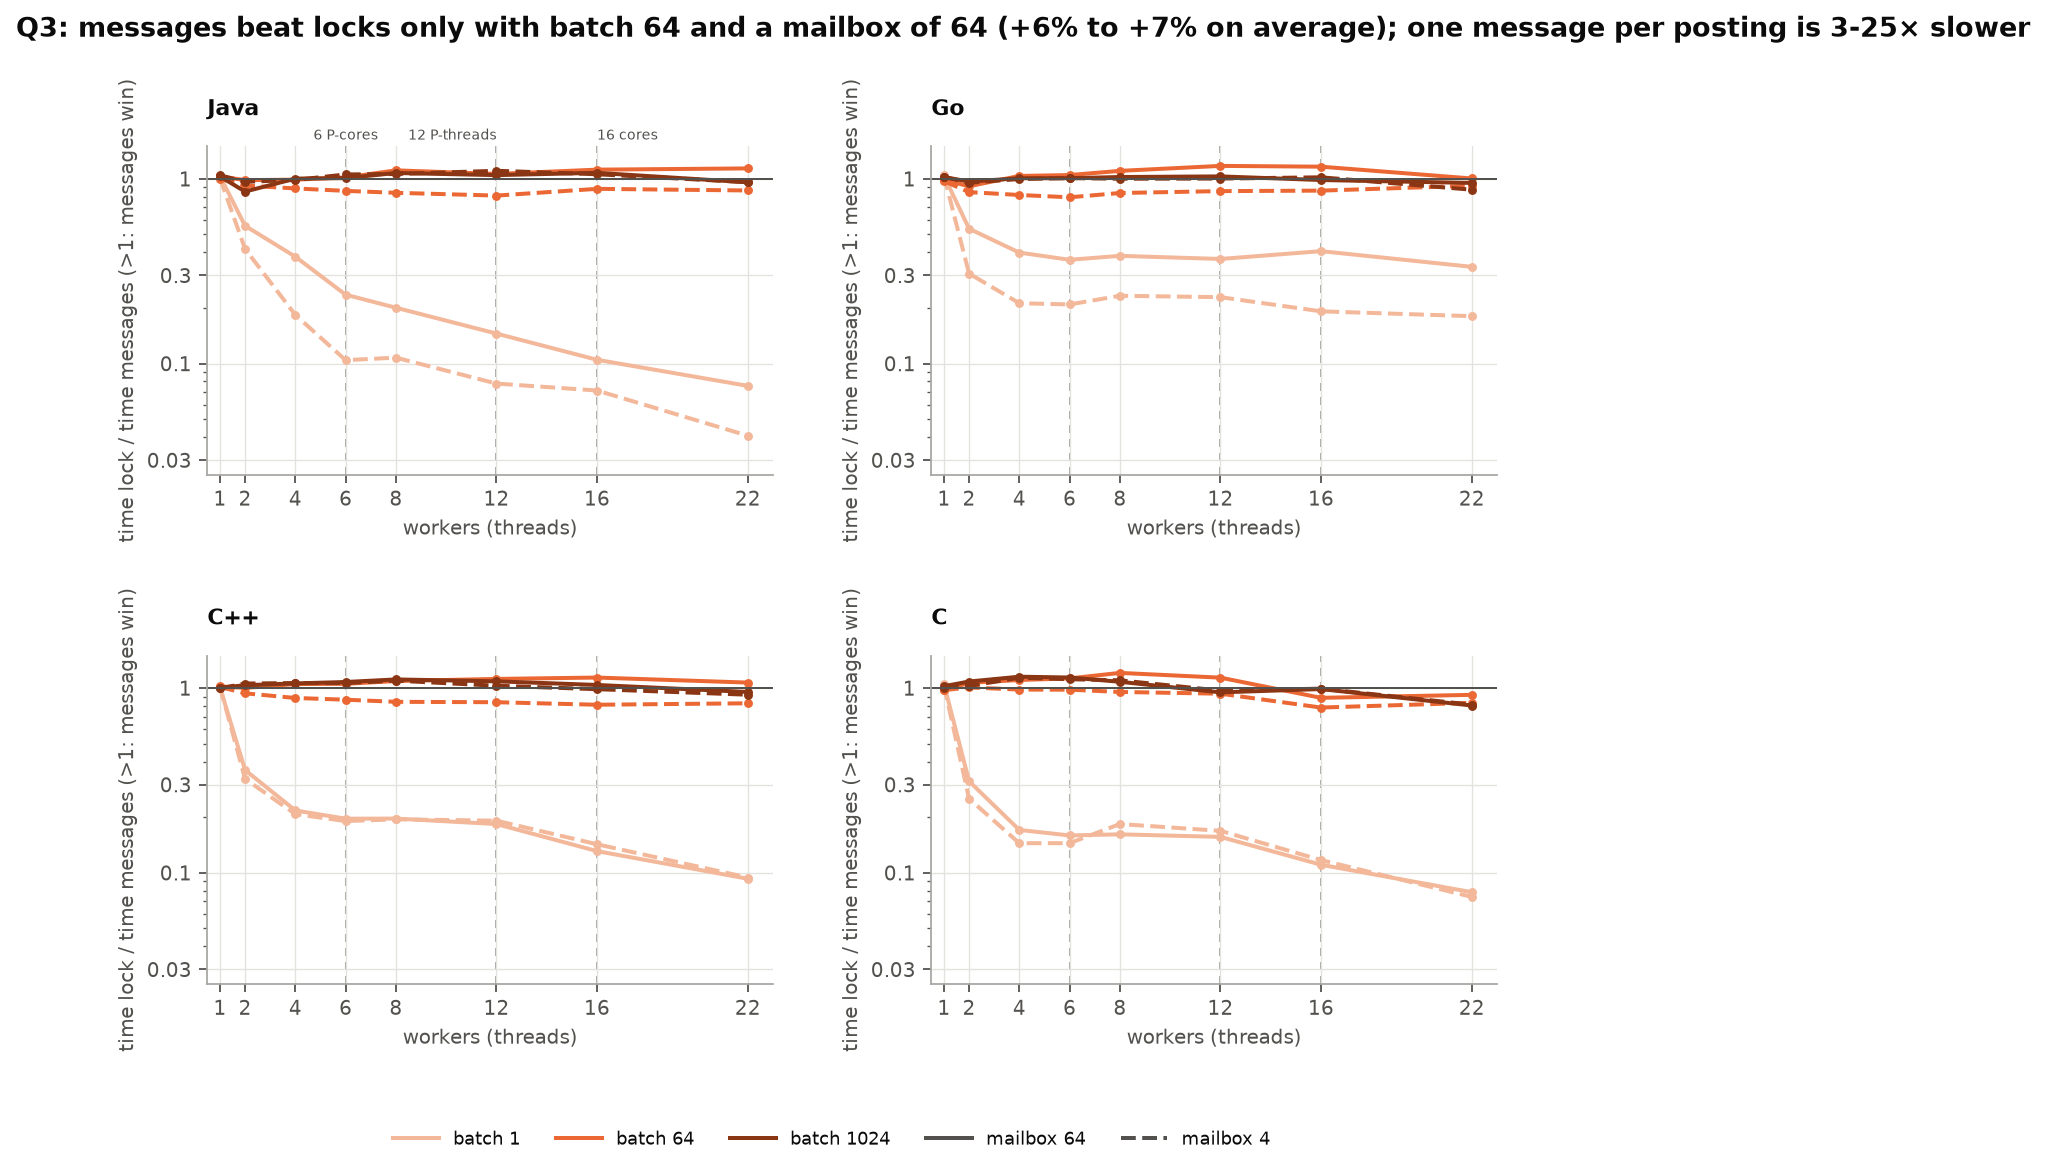 Q3: messages beat locks only with batch 64 and a mailbox of 64 (+6% to +7% on average); one message per posting is 3-25× slower
Java
6 P-cores
12 P-threads
16 cores
time lock / time messages (>1: messages win)
1
0.3
0.1
0.03
1 2 4 6 8 12 16 22
workers (threads)
Go
time lock / time messages (>1: messages win)
1
0.3
0.1
0.03
1 2 4 6 8 12 16 22
workers (threads)
C++
time lock / time messages (>1: messages win)
1
0.3
0.1
0.03
1 2 4 6 8 12 16 22
workers (threads)
C
time lock / time messages (>1: messages win)
1
0.3
0.1
0.03
1 2 4 6 8 12 16 22
workers (threads)
batch 1
batch 64
batch 1024
mailbox 64
mailbox 4